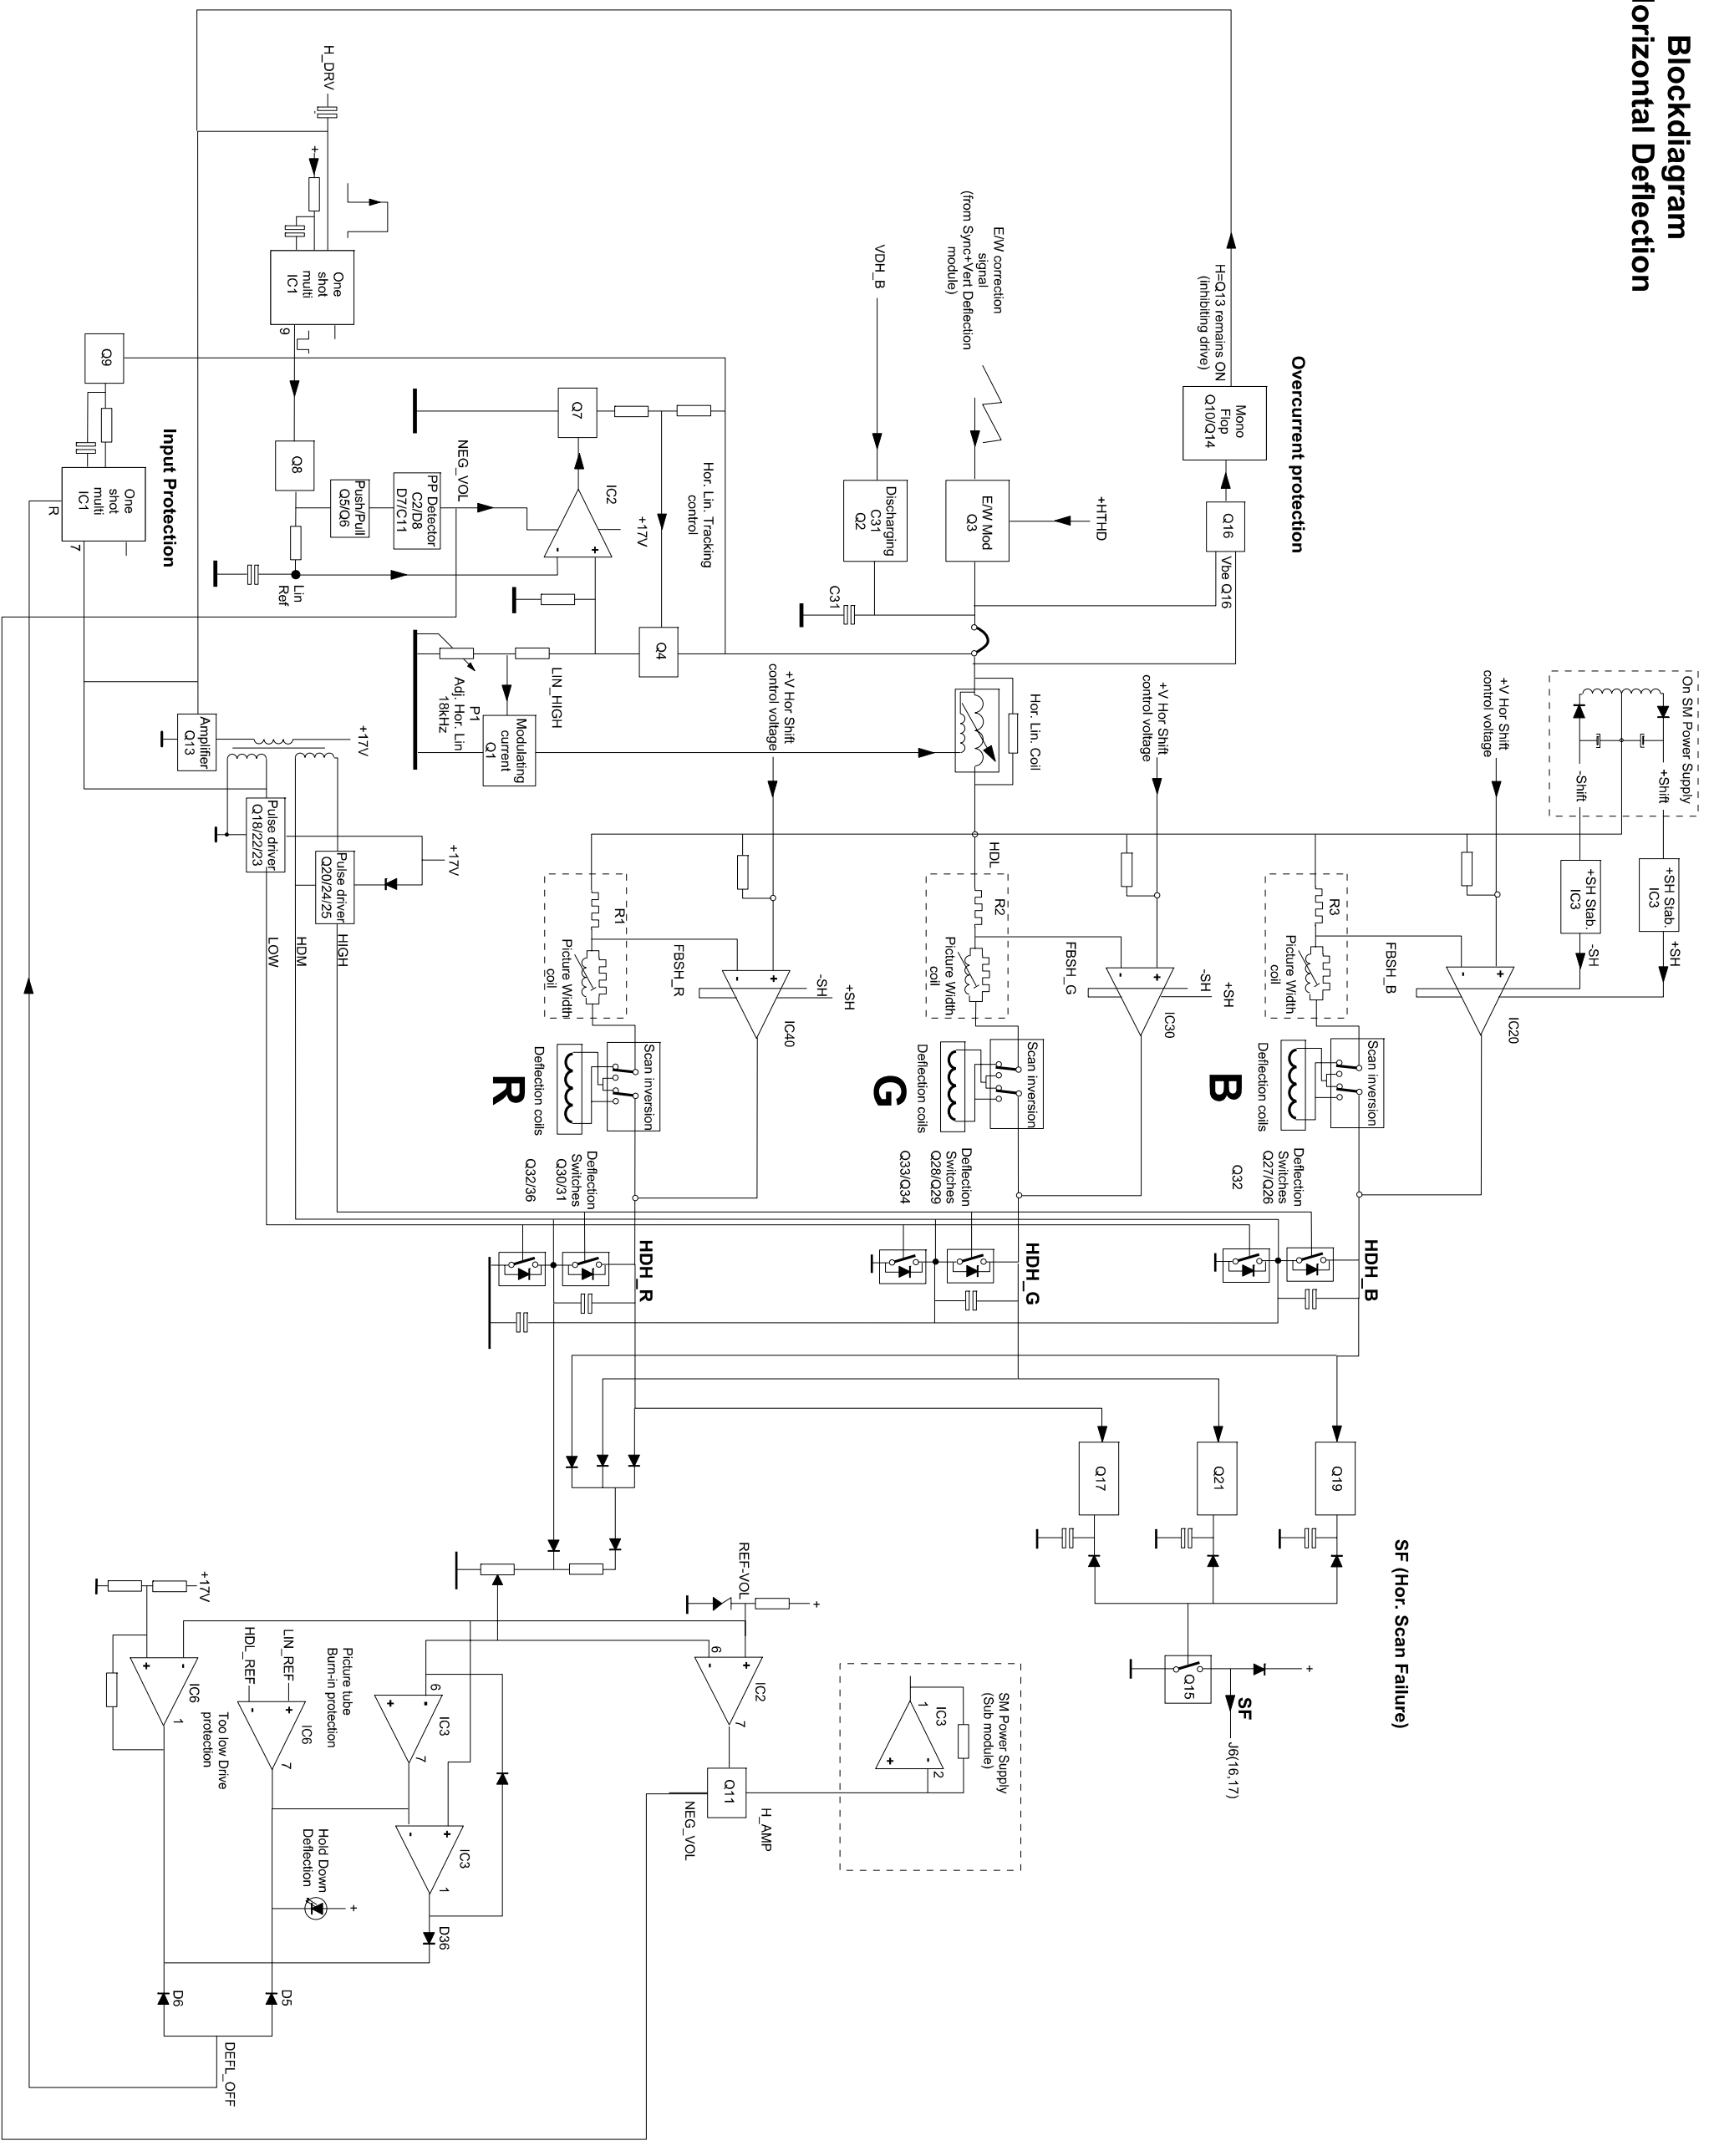 Blockdiagram
Horizontal Deflection
Overcurrent protection
H=Q13 remains ON
(inhibiting drive)
Mono
Flop
Q10/Q14
Q16
Vbe Q16
+HTHD
E/W correction
signal
(from Sync+Vert Deflection
module)
E/W Mod
Q3
VDH_B
Discharging
C31
Q2
C31
H_DRV
+
One
shot
multi
IC1
9
Q8
Push/Pull
Q5/Q6
PP Detector
C2/D8
D7/C11
NEG_VOL
Lin
Ref
Q7
IC2
+17V
-
+
Hor. Lin. Tracking
control
Q4
LIN_HIGH
P1
Adj. Hor. Lin
18kHz
Modulating
current
Q1
Hor. Lin. Coil
Q9
Input Protection
One
shot
multi
IC1
R
7
Amplifier
Q13
+17V
Pulse driver
Q18/22/23
Pulse driver
Q20/24/25
+17V
LOW
HDM
HIGH
On SM Power Supply
-Shift
+Shift
+SH Stab.
IC3
+SH Stab.
IC3
-SH
+SH
+V Hor Shift
control voltage
R3
Picture Width
coil
FBSH_B
-
+
IC20
Scan inversion
Deflection coils
B
Deflection
Switches
Q27/Q26
Q32
HDH_B
+V Hor Shift
control voltage
HDL
R2
Picture Width
coil
FBSH_G
-
+
-SH
+SH
IC30
Scan inversion
Deflection coils
G
Deflection
Switches
Q28/Q29
Q33/Q34
HDH_G
+V Hor Shift
control voltage
R1
Picture Width
coil
FBSH_R
-
+
-SH
+SH
IC40
Scan inversion
Deflection coils
R
Deflection
Switches
Q30/31
Q32/36
HDH_R
SF (Hor. Scan Failure)
Q19
Q21
Q17
Q15
+
SF
J6(16,17)
REF-VOL
+
6
-
+
IC2
7
Q11
H_AMP
NEG_VOL
SM Power Supply
(Sub module)
IC3
1
2
-
+
6
-
+
IC3
7
+
-
IC3
1
D36
Picture tube
Burn-in protection
LIN_REF
HDL_REF
+
-
IC6
7
Too low Drive
protection
+17V
-
+
IC6
1
Hold Down
Deflection
+
D5
D6
DEFL_OFF